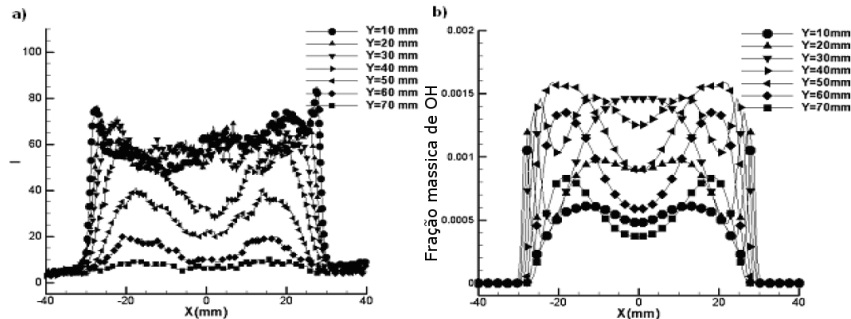 a)
I
100
80
60
40
20
0
-40
-20
0
20
40
X(mm)
Y=10 mm
Y=20 mm
Y=30 mm
Y=40 mm
Y=50 mm
Y=60 mm
Y=70 mm
b)
Fração massica de OH
0.002
0.0015
0.001
0.0005
0
-40
-20
0
20
40
X(mm)
Y=10mm
Y=20mm
Y=30mm
Y=40mm
Y=50mm
Y=60mm
Y=70mm